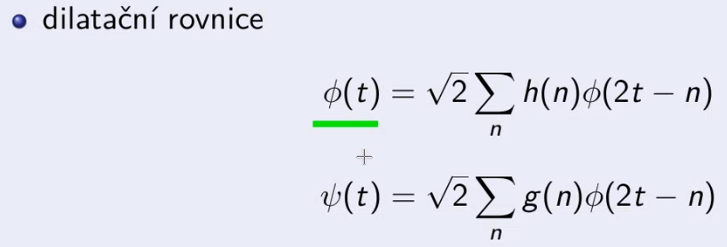 dilatační rovnice
ϕ(t) = √2 ∑ h(n)ϕ(2t − n)
n
ψ(t) = √2 ∑ g(n)ϕ(2t − n)
n